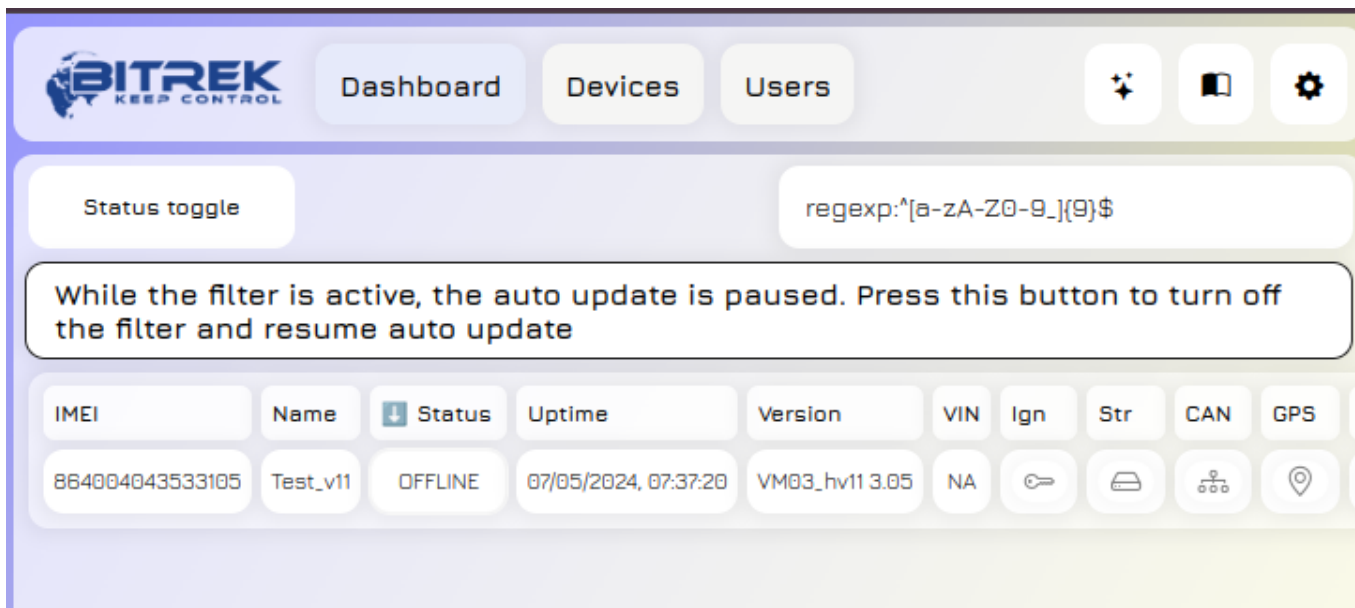 BITREK
KEEP CONTROL
Dashboard
Devices
Users
Status toggle
regexp:^[a-zA-Z0-9_]{9}$
While the filter is active, the auto update is paused. Press this button to turn off
the filter and resume auto update
IMEI Name ⬇️ Status Uptime Version VIN Ign Str CAN GPS
864004043533105 Test_v11 OFFLINE 07/05/2024, 07:37:20 VM03_hv11 3.05 NA